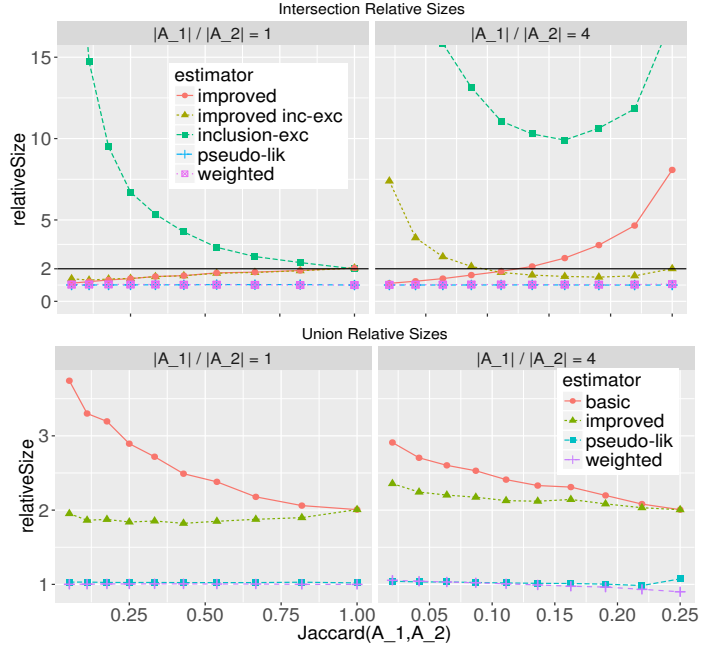 Intersection Relative Sizes
|A_1| / |A_2| = 1
|A_1| / |A_2| = 4
relativeSize
15
10
5
2
0
estimator
improved
improved inc-exc
inclusion-exc
pseudo-lik
weighted
Union Relative Sizes
|A_1| / |A_2| = 1
|A_1| / |A_2| = 4
relativeSize
3
2
1
estimator
basic
improved
pseudo-lik
weighted
0.25 0.50 0.75 1.00
0.05 0.10 0.15 0.20 0.25
Jaccard(A_1,A_2)